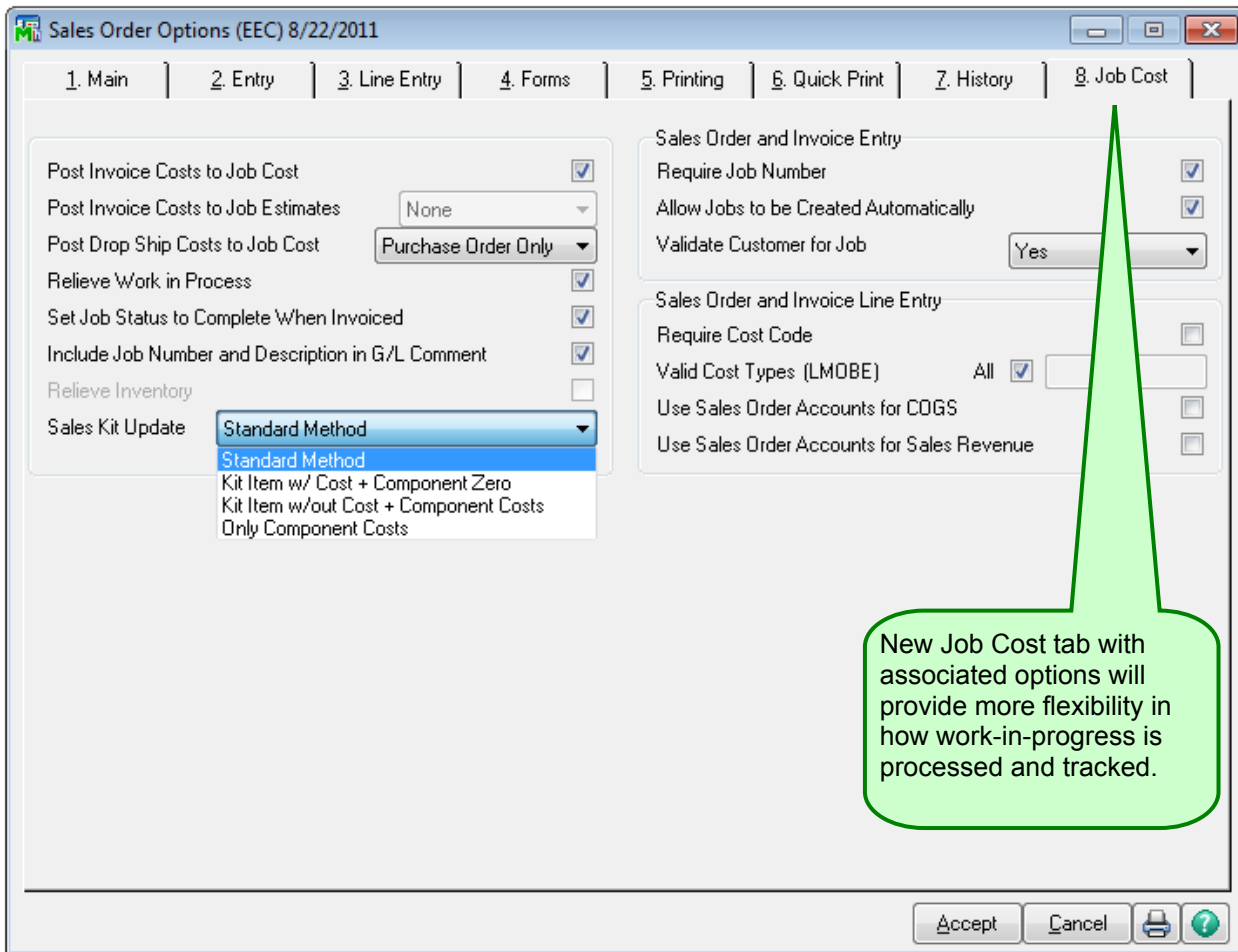 Sales Order Options (EEC) 8/22/2011
1. Main
2. Entry
3. Line Entry
4. Forms
5. Printing
6. Quick Print
7. History
8. Job Cost
Post Invoice Costs to Job Cost
Post Invoice Costs to Job Estimates
None
Post Drop Ship Costs to Job Cost
Purchase Order Only
Relieve Work in Process
Set Job Status to Complete When Invoiced
Include Job Number and Description in G/L Comment
Relieve Inventory
Sales Kit Update
Standard Method
Standard Method
Kit Item w/ Cost + Component Zero
Kit Item w/out Cost + Component Costs
Only Component Costs
Sales Order and Invoice Entry
Require Job Number
Allow Jobs to be Created Automatically
Validate Customer for Job
Yes
Sales Order and Invoice Line Entry
Require Cost Code
Valid Cost Types (LMOBE)
All
Use Sales Order Accounts for COGS
Use Sales Order Accounts for Sales Revenue
New Job Cost tab with
associated options will
provide more flexibility in
how work-in-progress is
processed and tracked.
Accept
Cancel